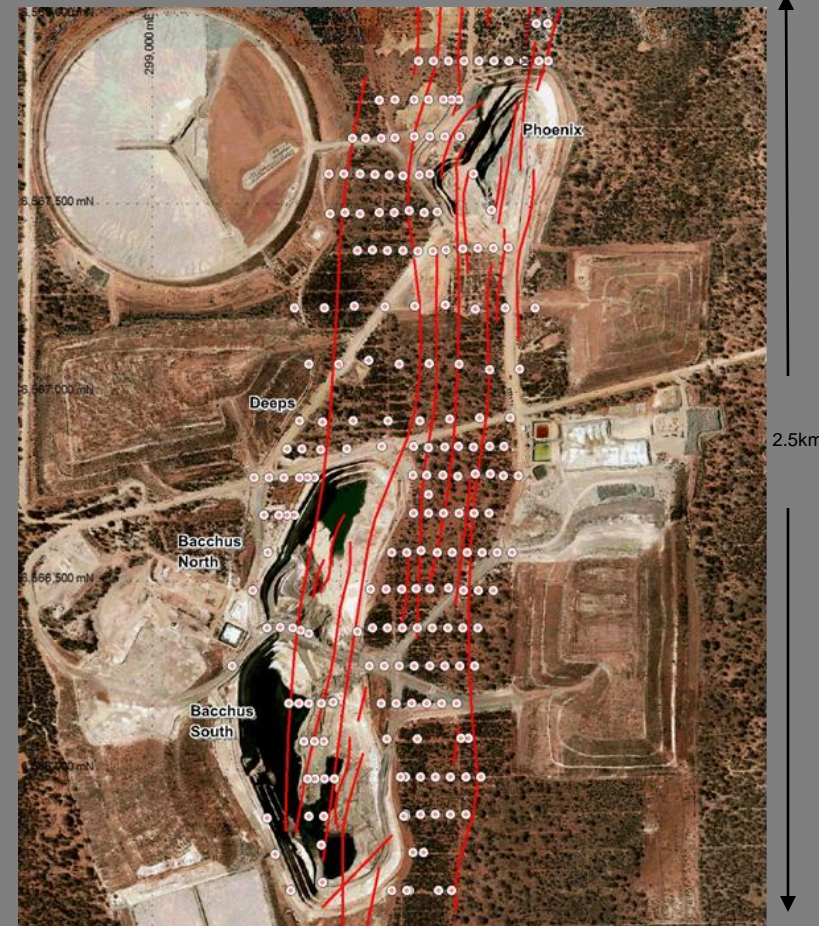 299,000 mE
Phoenix
6,567,500 mN
6,567,000 mN
Deeps
2.5km
Bacchus
North
6,566,500 mN
Bacchus
South